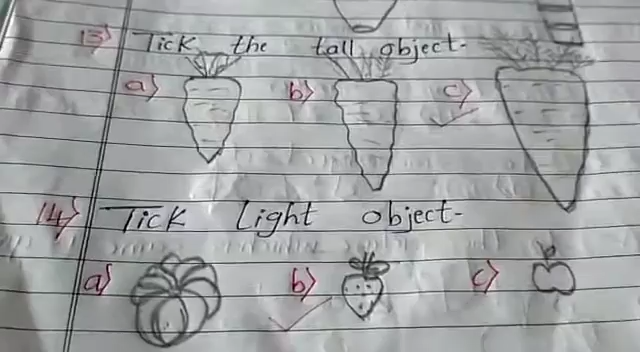 13) Tick the tall object-
a) b) c)
14) Tick light object-
a) b) c)